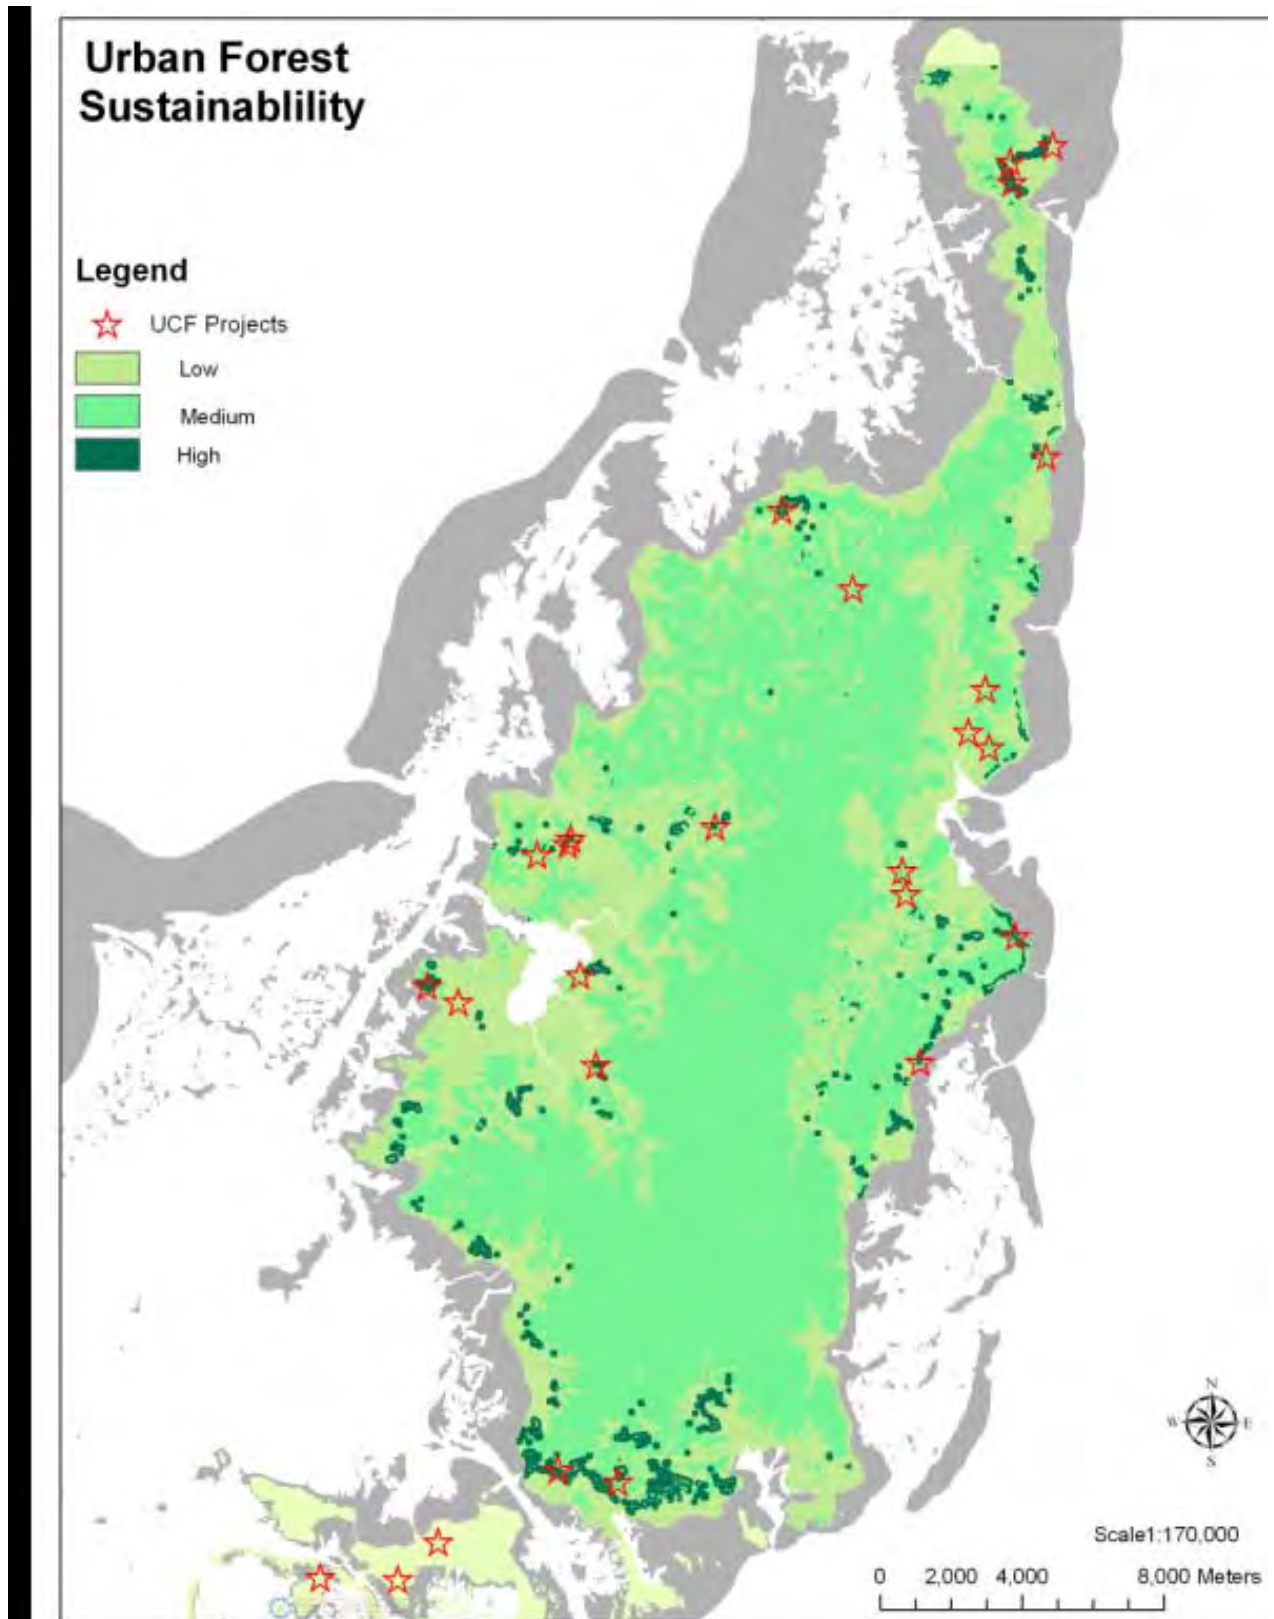 Urban Forest
Sustainablility
Legend
UCF Projects
Low
Medium
High
N
W E
S
Scale1:170,000
0 2,000 4,000 8,000 Meters